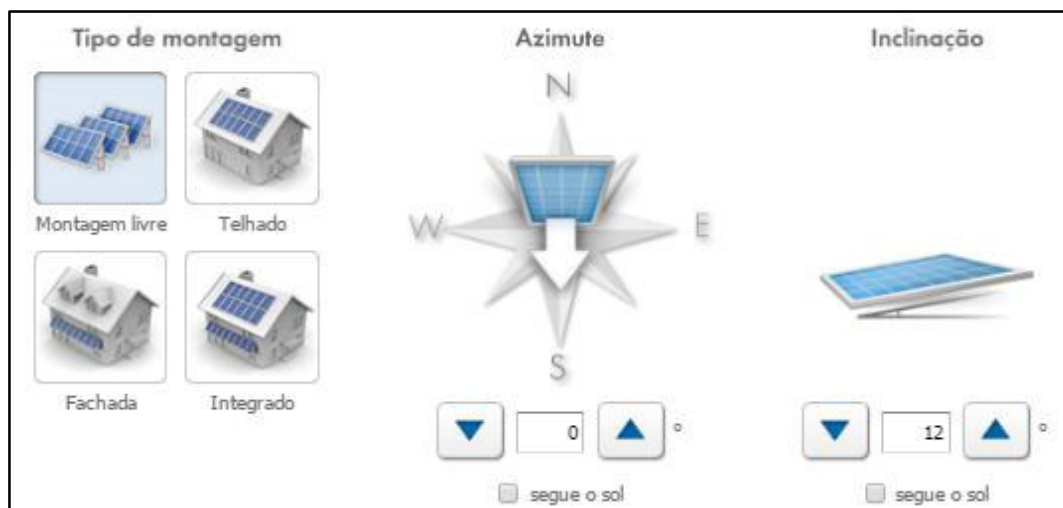 Tipo de montagem
Azimute
Inclinação
N
Montagem livre
Telhado
W
E
S
Fachada
Integrado
0
°
12
°
segue o sol
segue o sol